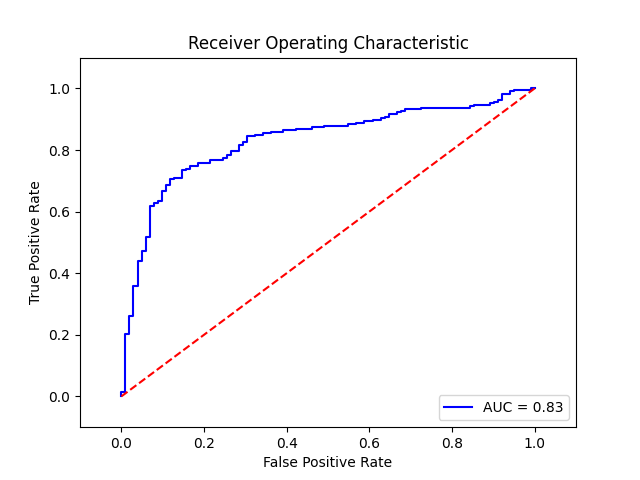 Receiver Operating Characteristic
1.0
0.8
0.6
0.4
0.2
0.0
True Positive Rate
AUC = 0.83
0.0 0.2 0.4 0.6 0.8 1.0
False Positive Rate